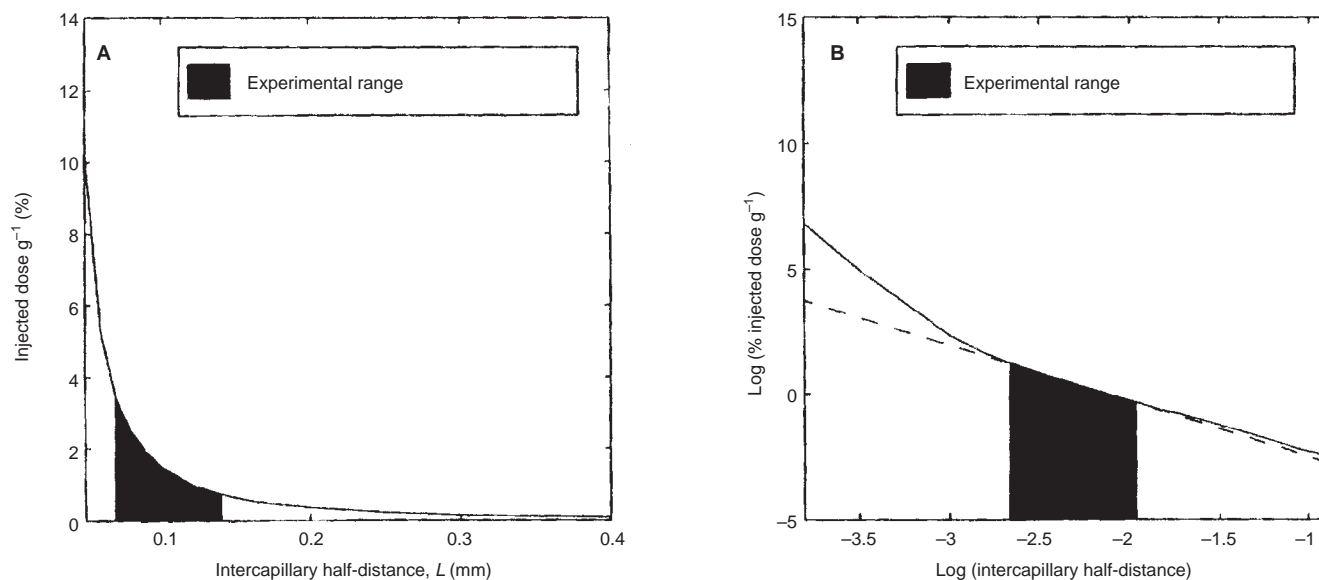 A
Experimental range
14
12
10
8
6
4
2
0
0.1
0.2
0.3
0.4
Injected dose g⁻¹ (%)
Intercapillary half-distance, L (mm)
B
Experimental range
15
10
5
0
–5
–3.5
–3
–2.5
–2
–1.5
–1
Log (% injected dose g⁻¹)
Log (intercapillary half-distance)